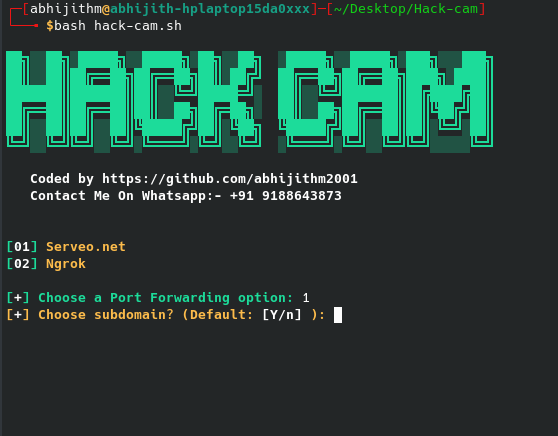 ┌─[abhijithm@abhijith-hplaptop15da0xxx]─[~/Desktop/Hack-cam]
└──╼ $bash hack-cam.sh
HACK CAM
Coded by https://github.com/abhijithm2001
Contact Me On Whatsapp:- +91 9188643873
[01] Serveo.net
[02] Ngrok
[+] Choose a Port Forwarding option: 1
[+] Choose subdomain? (Default: [Y/n] ):